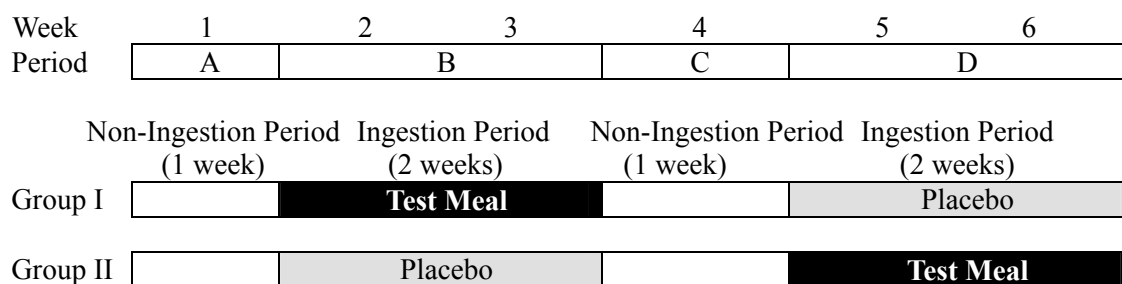 Week 1 2 3 4 5 6
Period A B C D
Non-Ingestion Period Ingestion Period Non-Ingestion Period Ingestion Period
(1 week) (2 weeks) (1 week) (2 weeks)
Group I Test Meal Placebo
Group II Placebo Test Meal